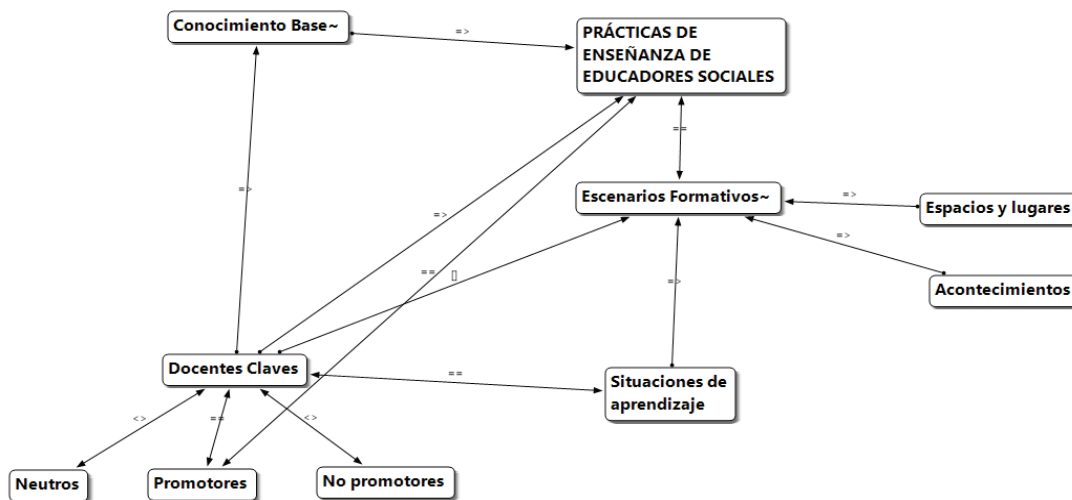 Conocimiento Base~
=>
PRÁCTICAS DE
ENSEÑANZA DE
EDUCADORES SOCIALES
==
=>
Escenarios Formativos~
=>
Espacios y lugares
=>
=>
==
[]
=>
Acontecimientos
Docentes Claves
==
Situaciones de
aprendizaje
<>
==
<>
Neutros
Promotores
No promotores